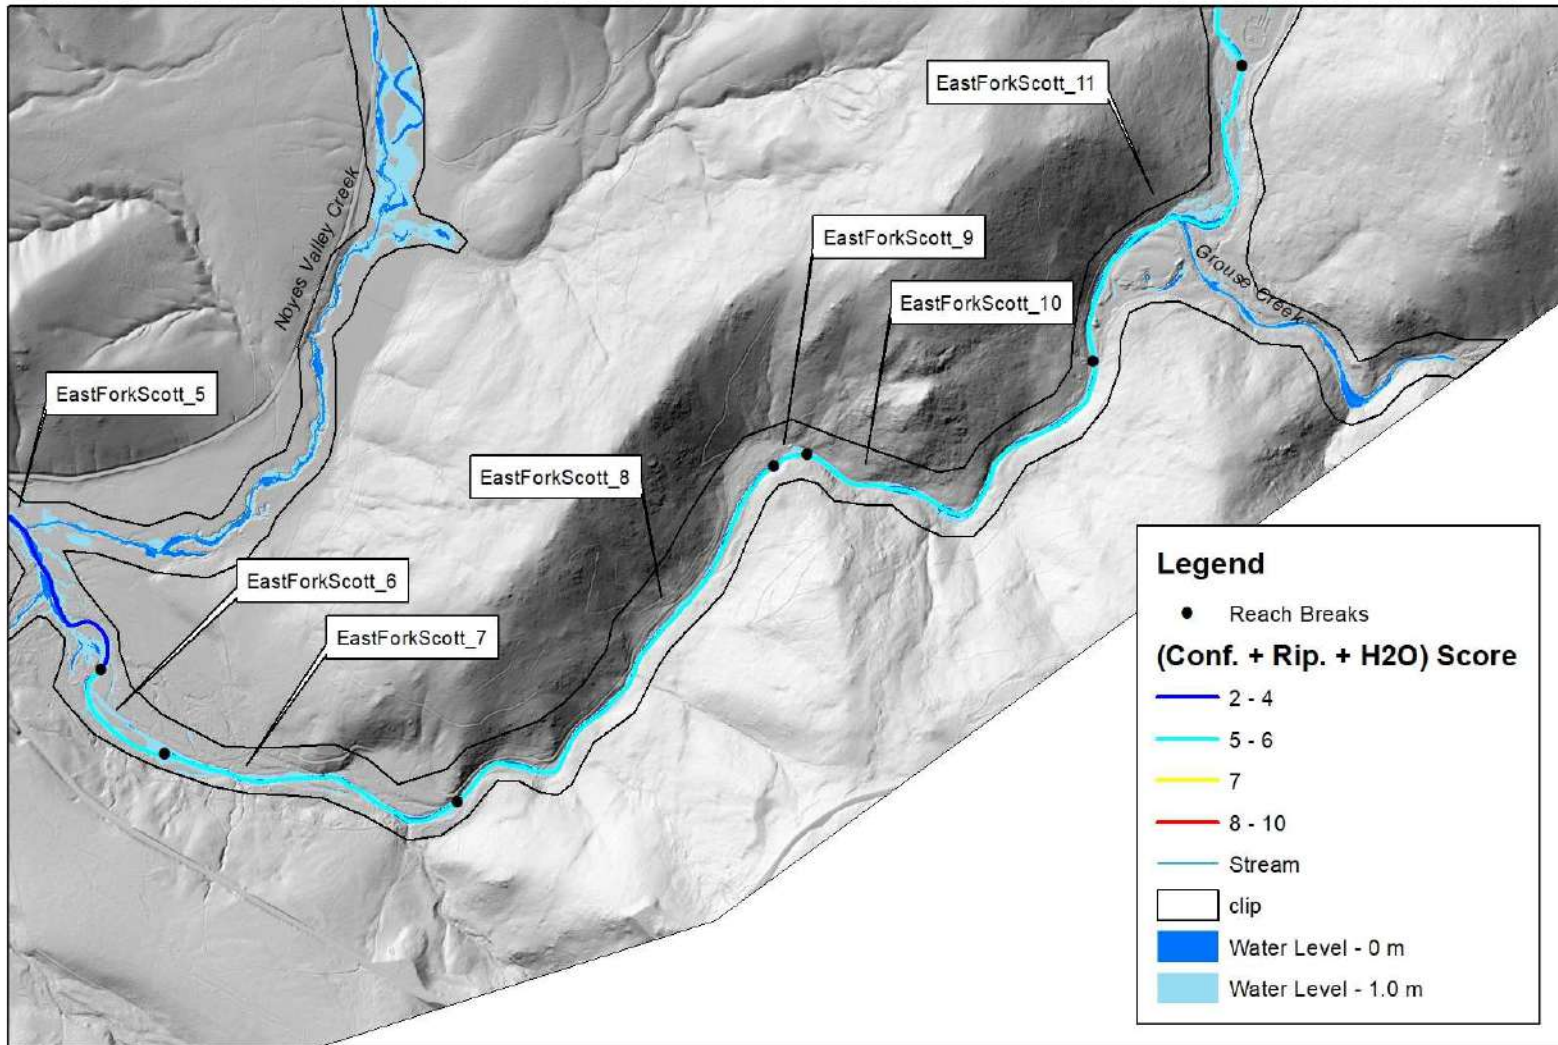 EastForkScott_11
EastForkScott_9
Noyes Valley Creek
Grouse Creek
EastForkScott_10
EastForkScott_5
EastForkScott_8
EastForkScott_6
EastForkScott_7
Legend
Reach Breaks
(Conf. + Rip. + H2O) Score
2 - 4
5 - 6
7
8 - 10
Stream
clip
Water Level - 0 m
Water Level - 1.0 m